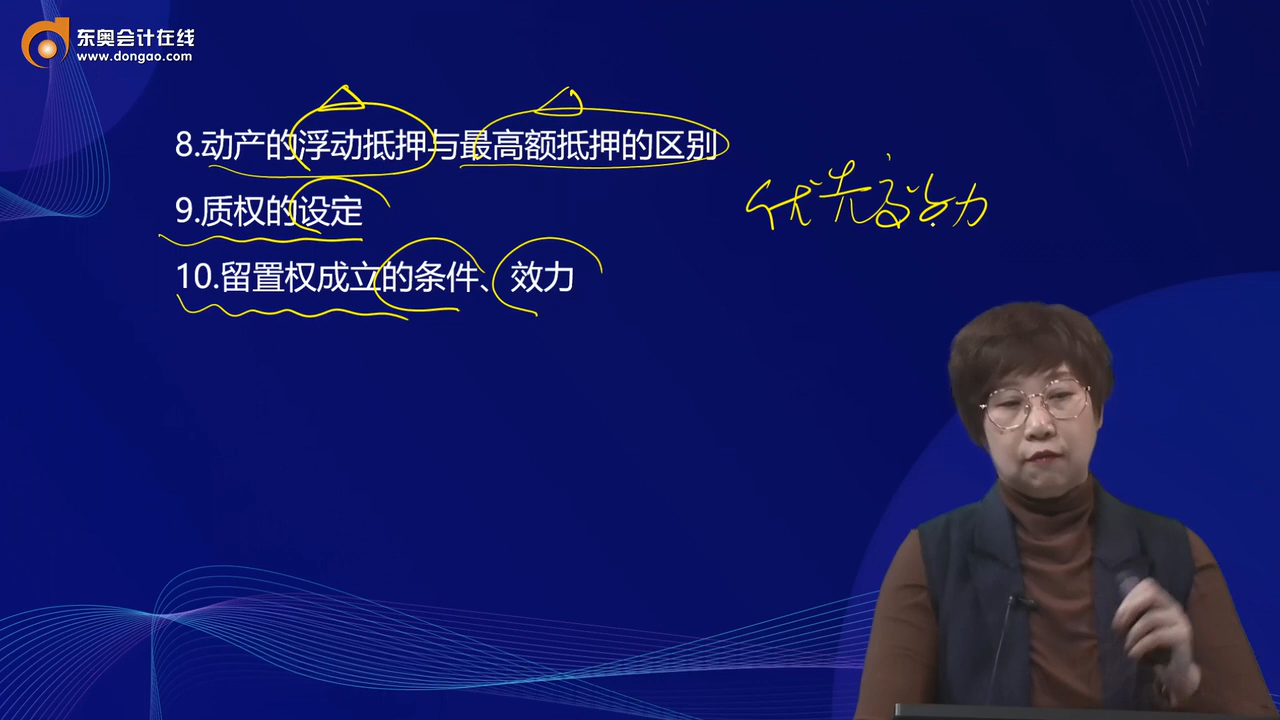 东奥会计在线
www.dongao.com
8.动产的浮动抵押与最高额抵押的区别
9.质权的设定
优先效力
10.留置权成立的条件、效力